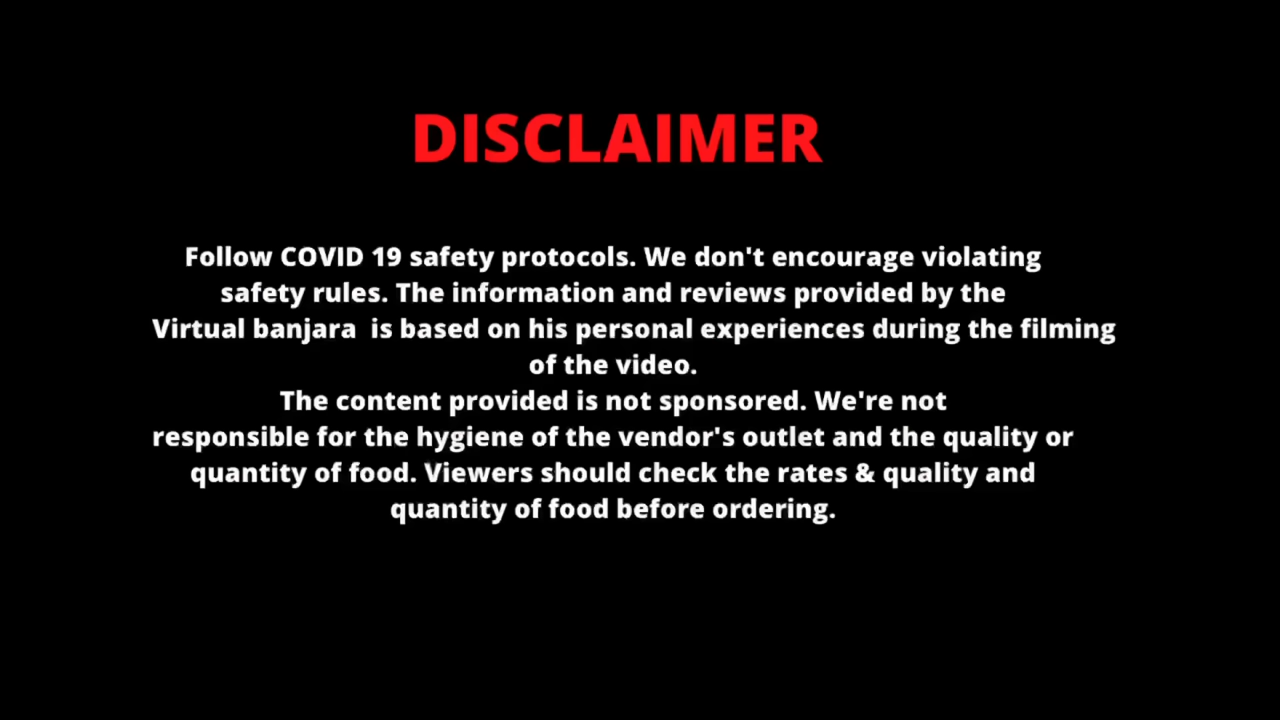 DISCLAIMER
Follow COVID 19 safety protocols. We don't encourage violating
safety rules. The information and reviews provided by the
Virtual banjara  is based on his personal experiences during the filming
of the video.
The content provided is not sponsored. We're not
responsible for the hygiene of the vendor's outlet and the quality or
quantity of food. Viewers should check the rates & quality and
quantity of food before ordering.